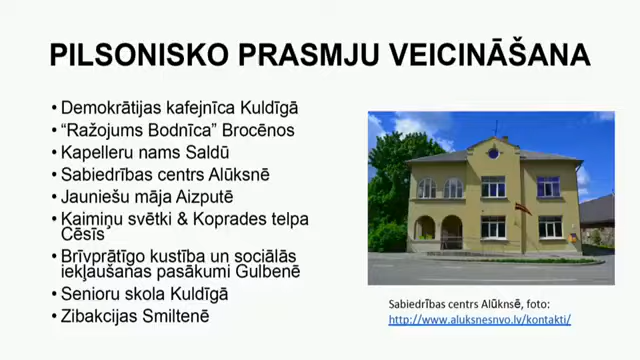 PILSONISKO PRASMJU VEICINĀŠANA
• Demokrātijas kafejnīca Kuldīgā
• “Ražojums Bodnīca” Brocēnos
• Kapelleru nams Saldū
• Sabiedrības centrs Alūksnē
• Jauniešu māja Aizputē
• Kaimiņu svētki & Koprades telpa
Cēsīs
• Brīvprātīgo kustība un sociālās
iekļaušanas pasākumi Gulbenē
• Senioru skola Kuldīgā
• Zibakcijas Smiltenē
Sabiedrības centrs Alūknsē, foto:
http://www.aluksnesnvo.lv/kontakti/